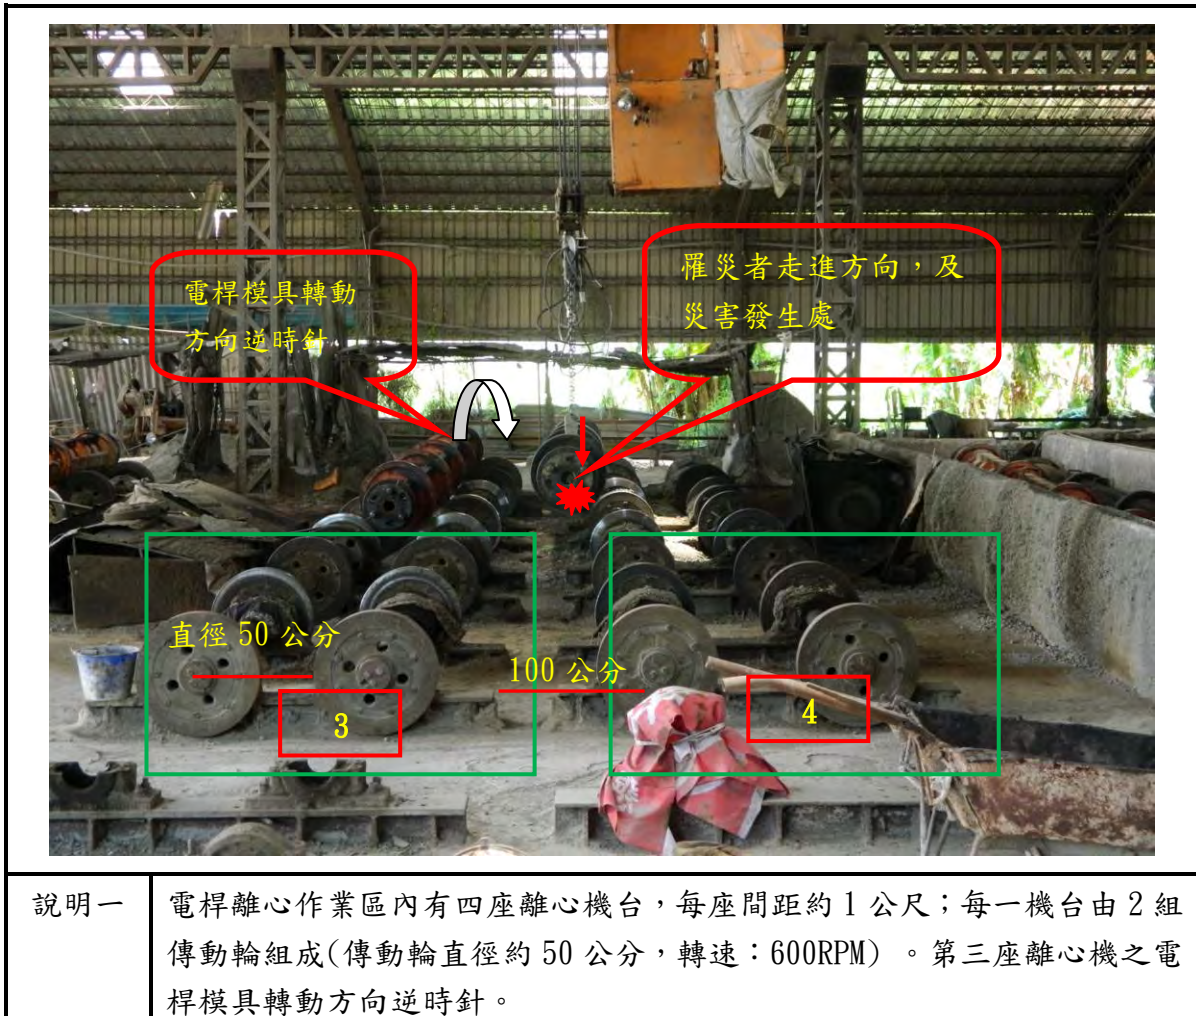 電桿模具轉動
方向逆時針
罹災者走進方向，及
災害發生處
直徑 50 公分
100 公分
3
4
說明一
電桿離心作業區內有四座離心機台，每座間距約 1 公尺；每一機台由 2 組
傳動輪組成(傳動輪直徑約 50 公分，轉速：600RPM) 。第三座離心機之電
桿模具轉動方向逆時針。